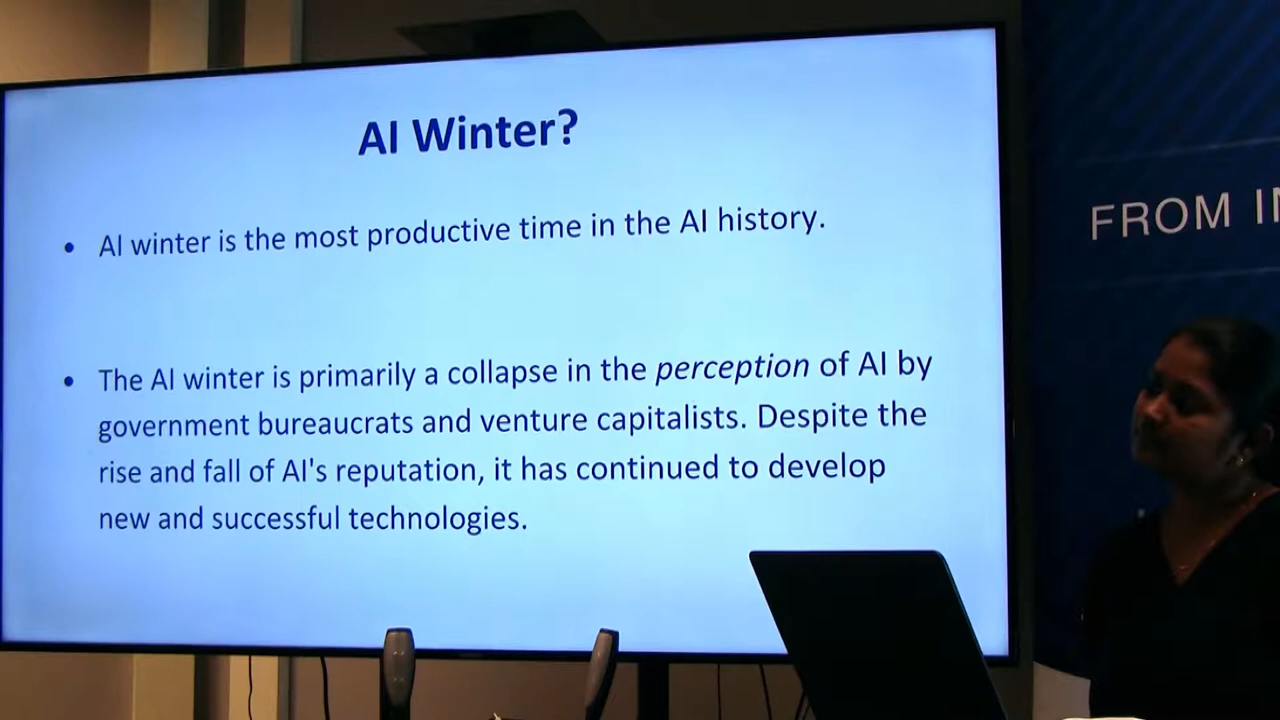 AI Winter?
• AI winter is the most productive time in the AI history.
• The AI winter is primarily a collapse in the perception of AI by
government bureaucrats and venture capitalists. Despite the
rise and fall of AI's reputation, it has continued to develop
new and successful technologies.
FROM